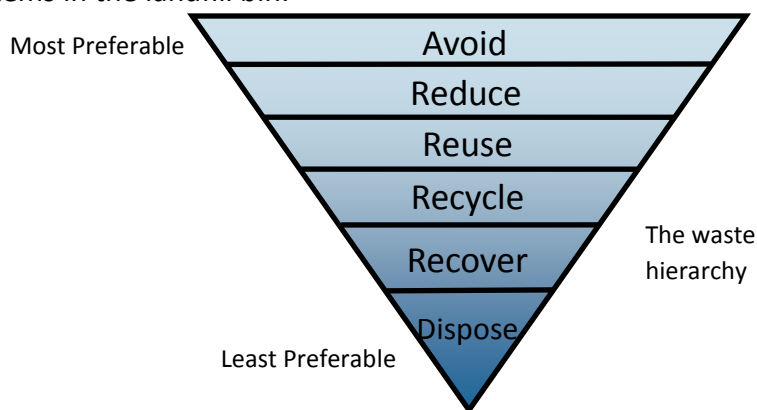 in the landfill bin.
Most Preferable
Avoid
Reduce
Reuse
Recycle
Recover
The waste
hierarchy
Dispose
Least Preferable